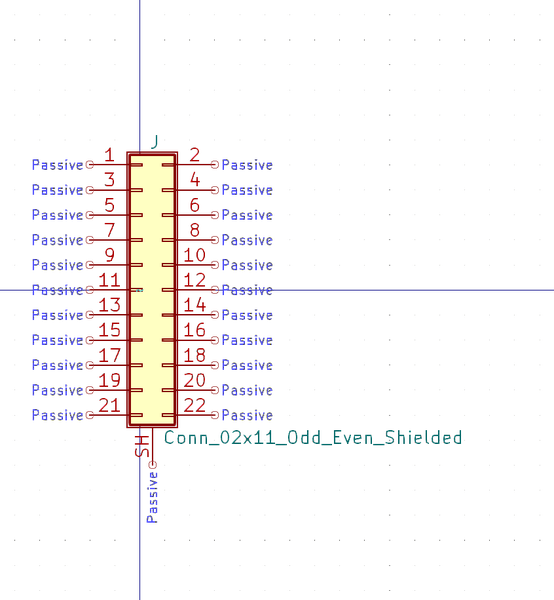 J
Passive 1 2 Passive
Passive 3 4 Passive
Passive 5 6 Passive
Passive 7 8 Passive
Passive 9 10 Passive
Passive 11 12 Passive
Passive 13 14 Passive
Passive 15 16 Passive
Passive 17 18 Passive
Passive 19 20 Passive
Passive 21 22 Passive
Conn_02x11_Odd_Even_Shielded
SH
Passive